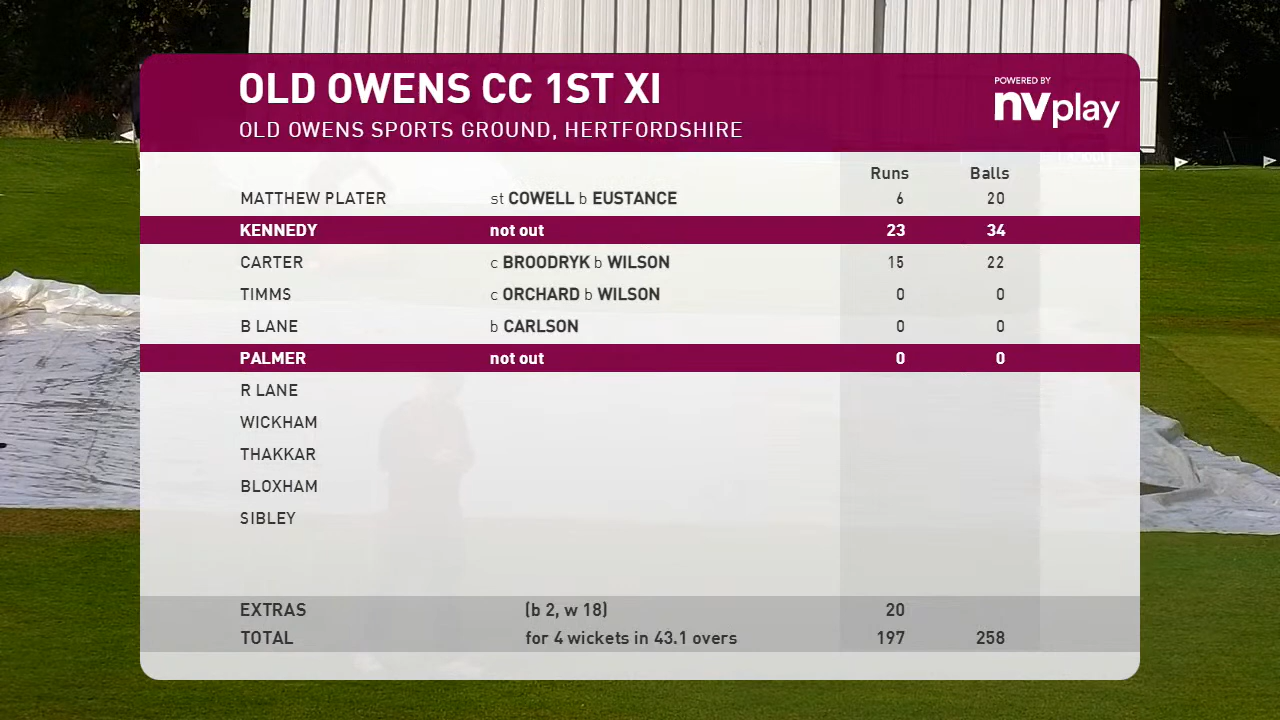 OLD OWENS CC 1ST XI
OLD OWENS SPORTS GROUND, HERTFORDSHIRE
POWERED BY
nvplay
Runs Balls
MATTHEW PLATER st COWELL b EUSTANCE 6 20
KENNEDY not out 23 34
CARTER c BROODRYK b WILSON 15 22
TIMMS c ORCHARD b WILSON 0 0
B LANE b CARLSON 0 0
PALMER not out 0 0
R LANE
WICKHAM
THAKKAR
BLOXHAM
SIBLEY
EXTRAS (b 2, w 18) 20
TOTAL for 4 wickets in 43.1 overs 197 258